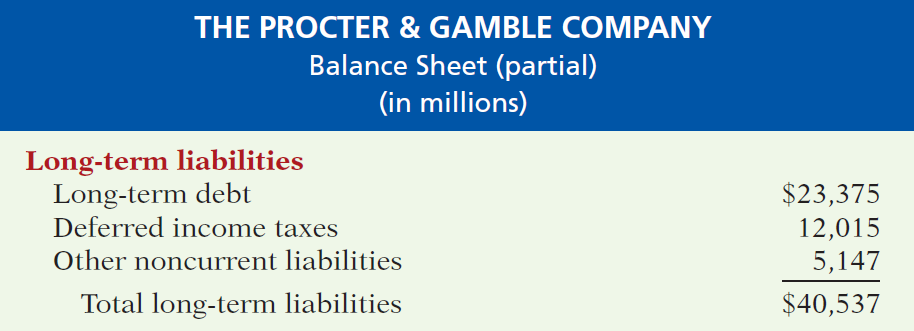 THE PROCTER & GAMBLE COMPANY
Balance Sheet (partial)
(in millions)
Long-term liabilities
Long-term debt $23,375
Deferred income taxes 12,015
Other noncurrent liabilities 5,147
Total long-term liabilities $40,537